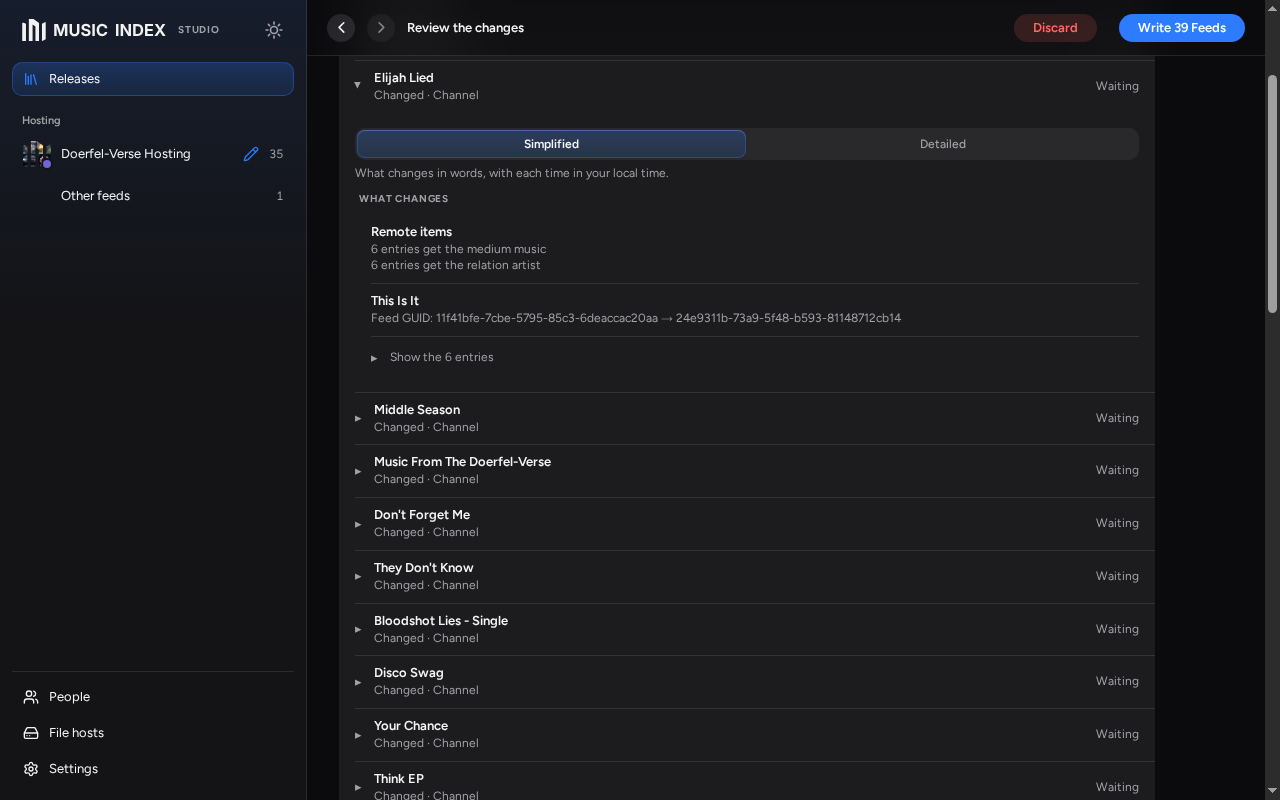 MUSIC INDEX STUDIO
Review the changes
Discard
Write 39 Feeds
Releases
Hosting
Doerfel-Verse Hosting
35
Other feeds
1
People
File hosts
Settings
Elijah Lied
Changed · Channel
Waiting
Simplified
Detailed
What changes in words, with each time in your local time.
WHAT CHANGES
Remote items
6 entries get the medium music
6 entries get the relation artist
This Is It
Feed GUID: 11f41bfe-7cbe-5795-85c3-6deaccac20aa → 24e9311b-73a9-5f48-b593-81148712cb14
Show the 6 entries
Middle Season
Changed · Channel
Waiting
Music From The Doerfel-Verse
Changed · Channel
Waiting
Don't Forget Me
Changed · Channel
Waiting
They Don't Know
Changed · Channel
Waiting
Bloodshot Lies - Single
Changed · Channel
Waiting
Disco Swag
Changed · Channel
Waiting
Your Chance
Changed · Channel
Waiting
Think EP
Changed · Channel
Waiting